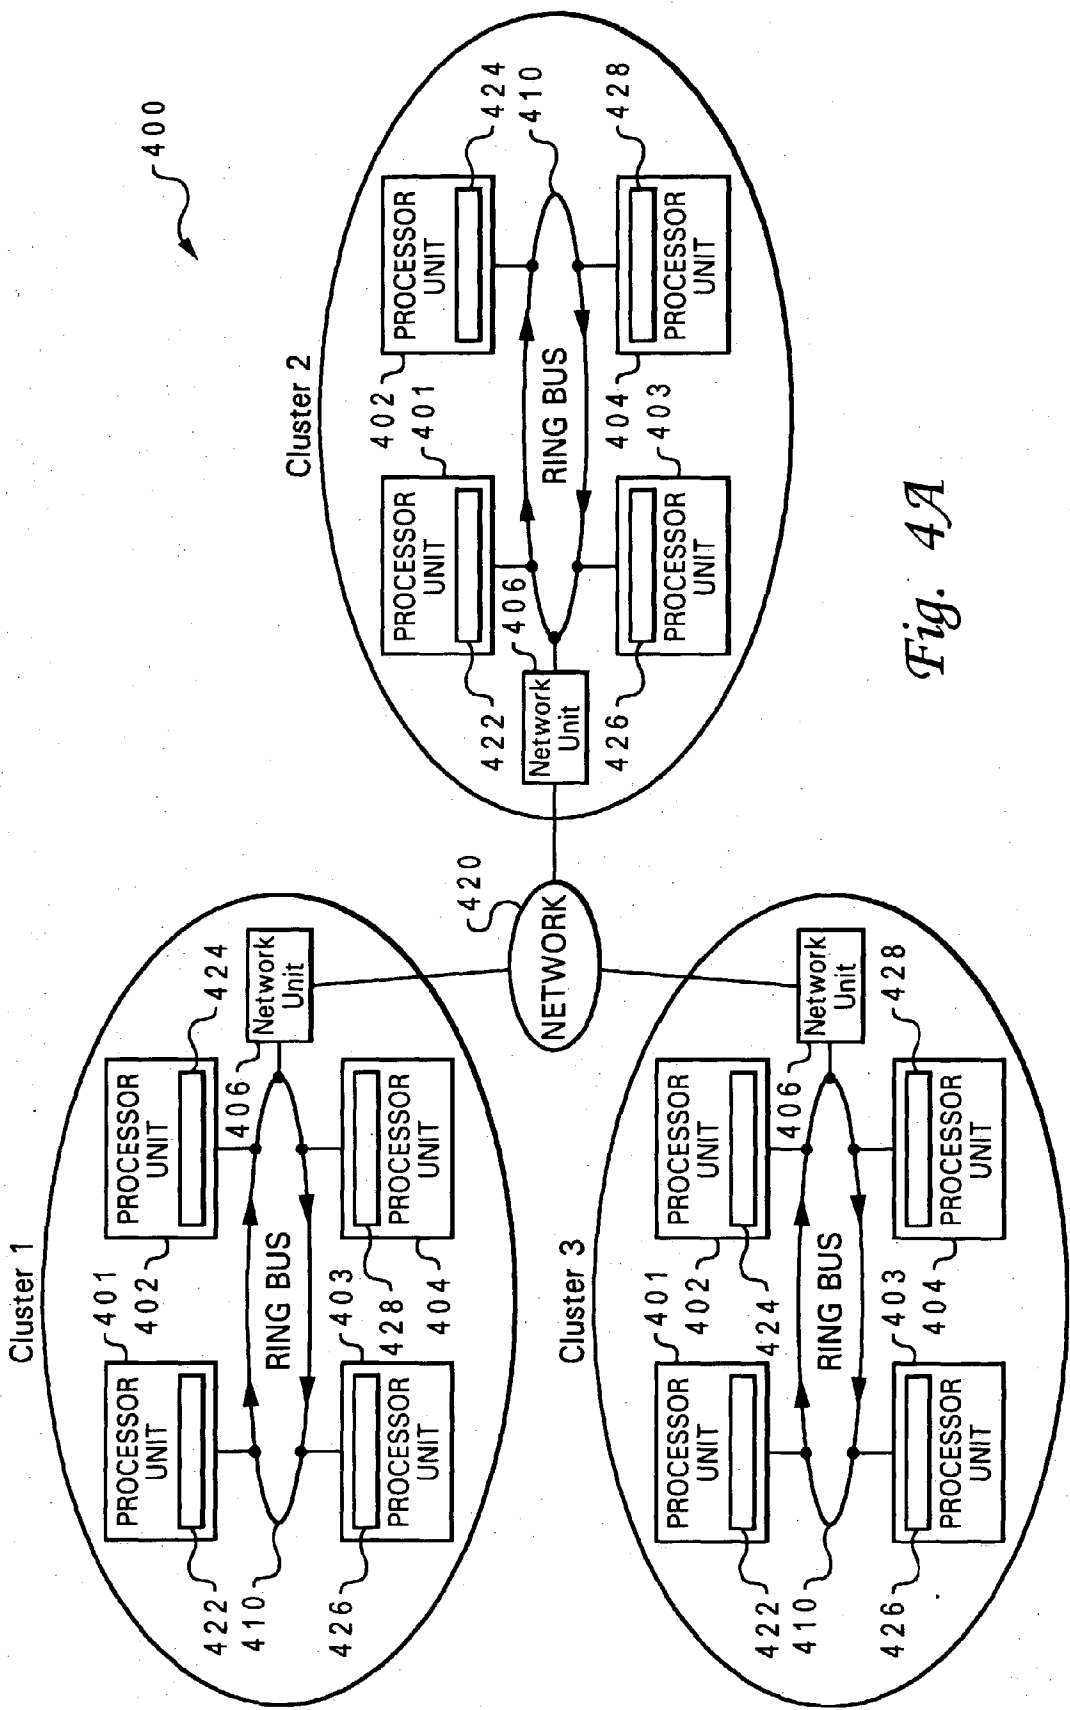 400
Cluster 1
401
402
PROCESSOR
UNIT
PROCESSOR
UNIT
424
422
406
Network
Unit
410
RING BUS
426
403
428
404
PROCESSOR
UNIT
PROCESSOR
UNIT
420
NETWORK
Cluster 2
402
401
PROCESSOR
UNIT
PROCESSOR
UNIT
424
422
406
Network
Unit
RING BUS
410
426
404
403
428
PROCESSOR
UNIT
PROCESSOR
UNIT
Cluster 3
401
402
PROCESSOR
UNIT
PROCESSOR
UNIT
422
424
406
Network
Unit
410
RING BUS
426
403
404
428
PROCESSOR
UNIT
PROCESSOR
UNIT
Fig. 4A